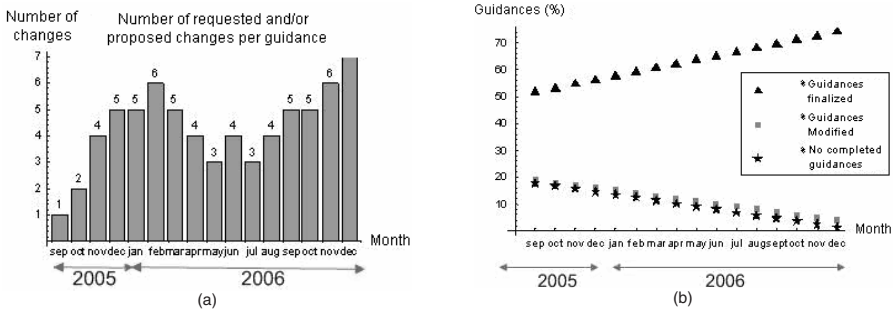 Number of changes
Number of requested and/or
proposed changes per guidance
7
6
5
4
3
2
1
1
2
4
5
5
6
5
4
3
4
3
4
5
5
6
Month
sep oct nov dec jan feb mar apr may jun jul aug sep oct nov dec
2005
2006
(a)
Guidances (%)
70
60
50
40
30
20
10
* Guidances
finalized
* Guidances
Modified
* No completed
guidances
Month
sep oct nov dec jan feb mar apr may jun jul aug sept oct nov dec
2005
2006
(b)